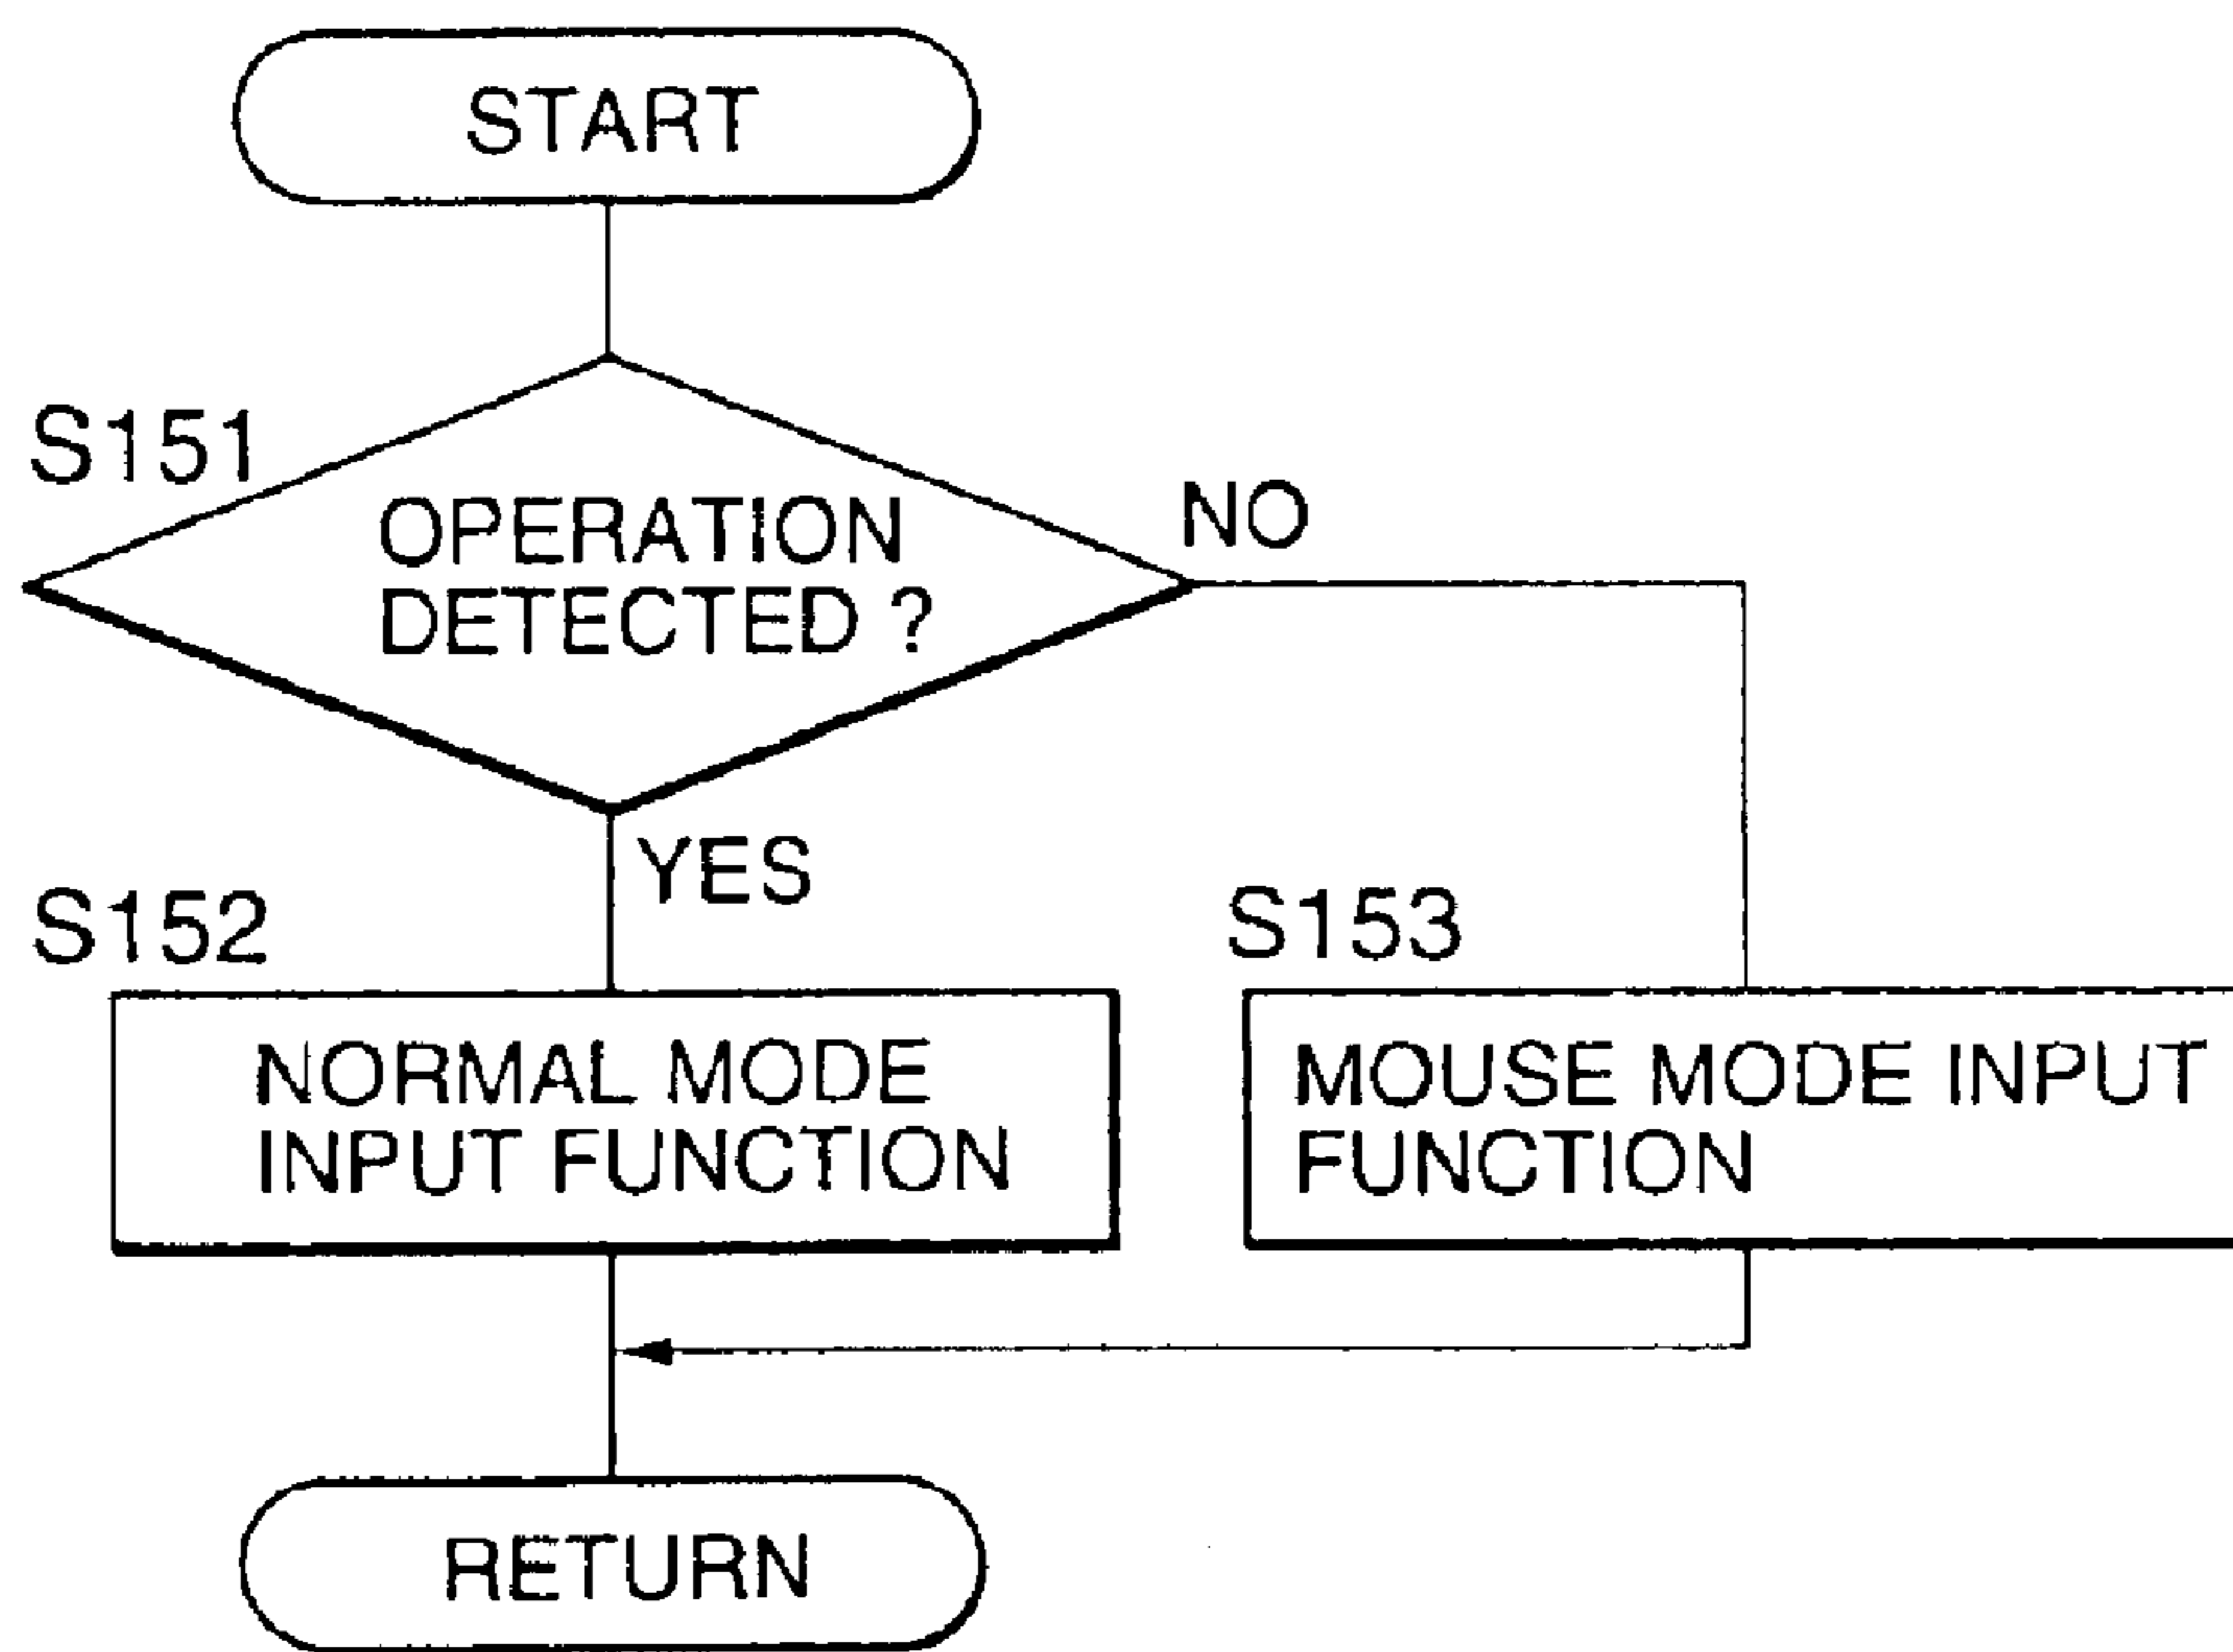 START
S151
OPERATION
DETECTED ?
NO
YES
S152
NORMAL MODE
INPUT FUNCTION
S153
MOUSE MODE INPUT
FUNCTION
RETURN